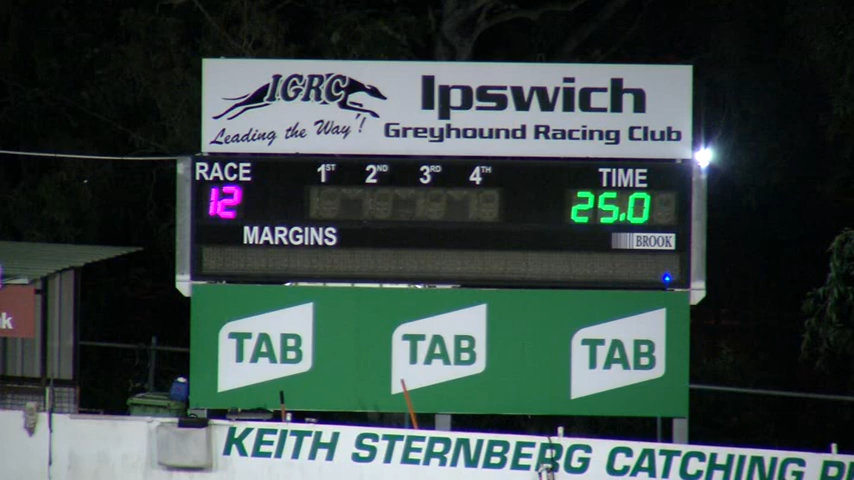 IGRC
Leading the Way!
Ipswich
Greyhound Racing Club
RACE 1ST 2ND 3RD 4TH TIME
12 25.0
MARGINS BROOK
TAB TAB TAB
KEITH STERNBERG CATCHING